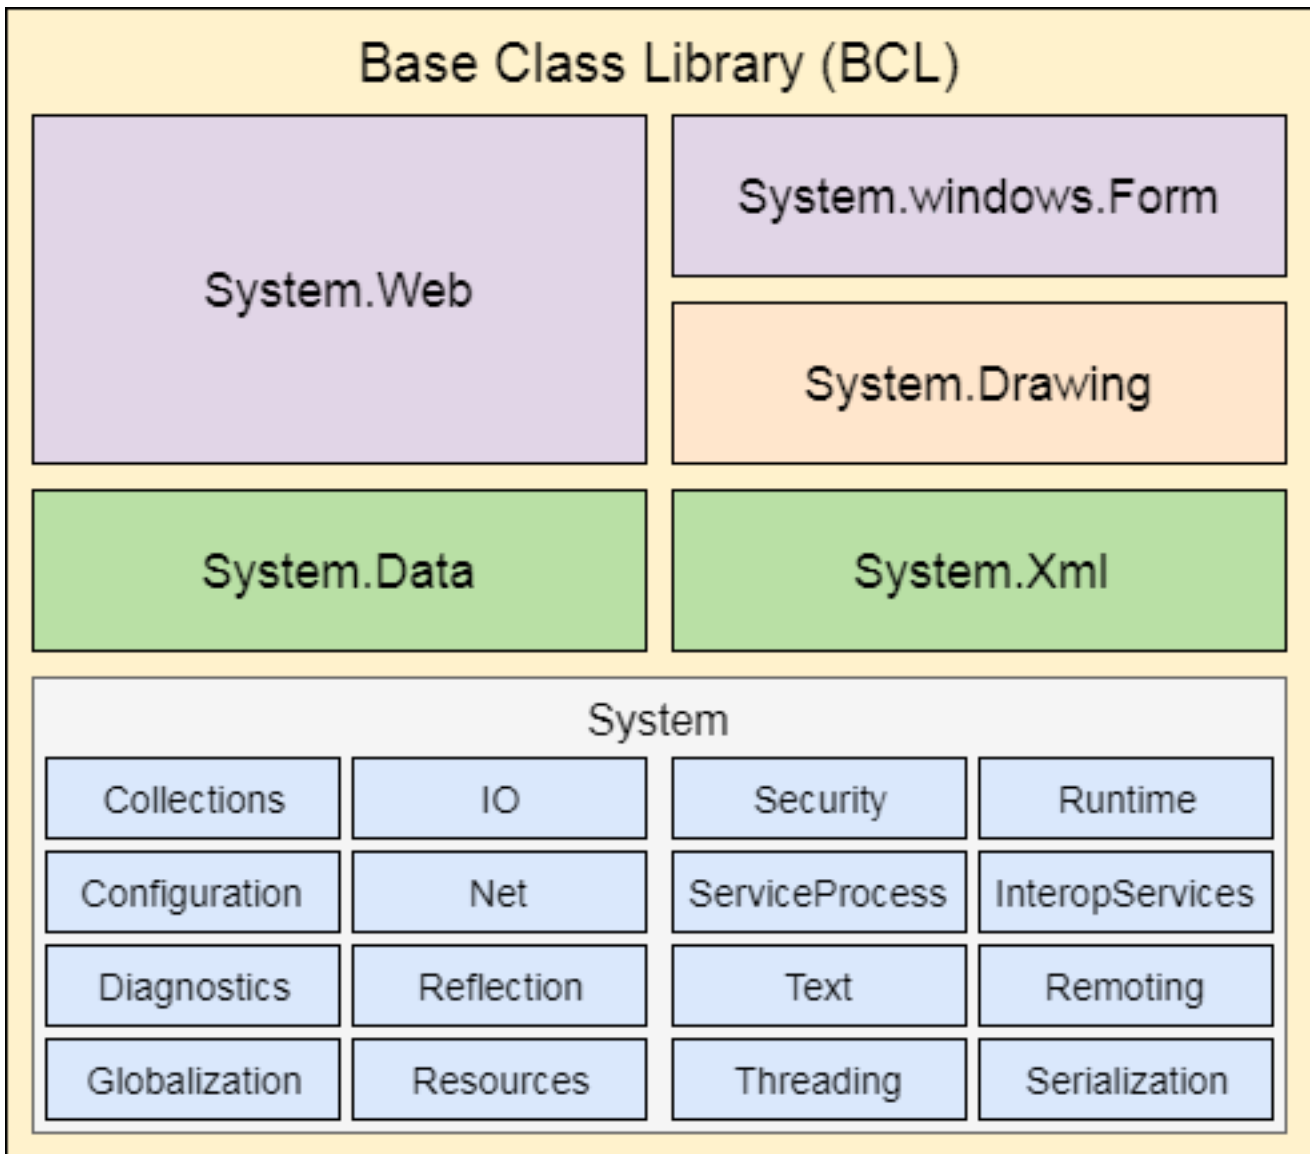 Base Class Library (BCL)
System.Web
System.windows.Form
System.Drawing
System.Data
System.Xml
System
Collections
IO
Security
Runtime
Configuration
Net
ServiceProcess
InteropServices
Diagnostics
Reflection
Text
Remoting
Globalization
Resources
Threading
Serialization